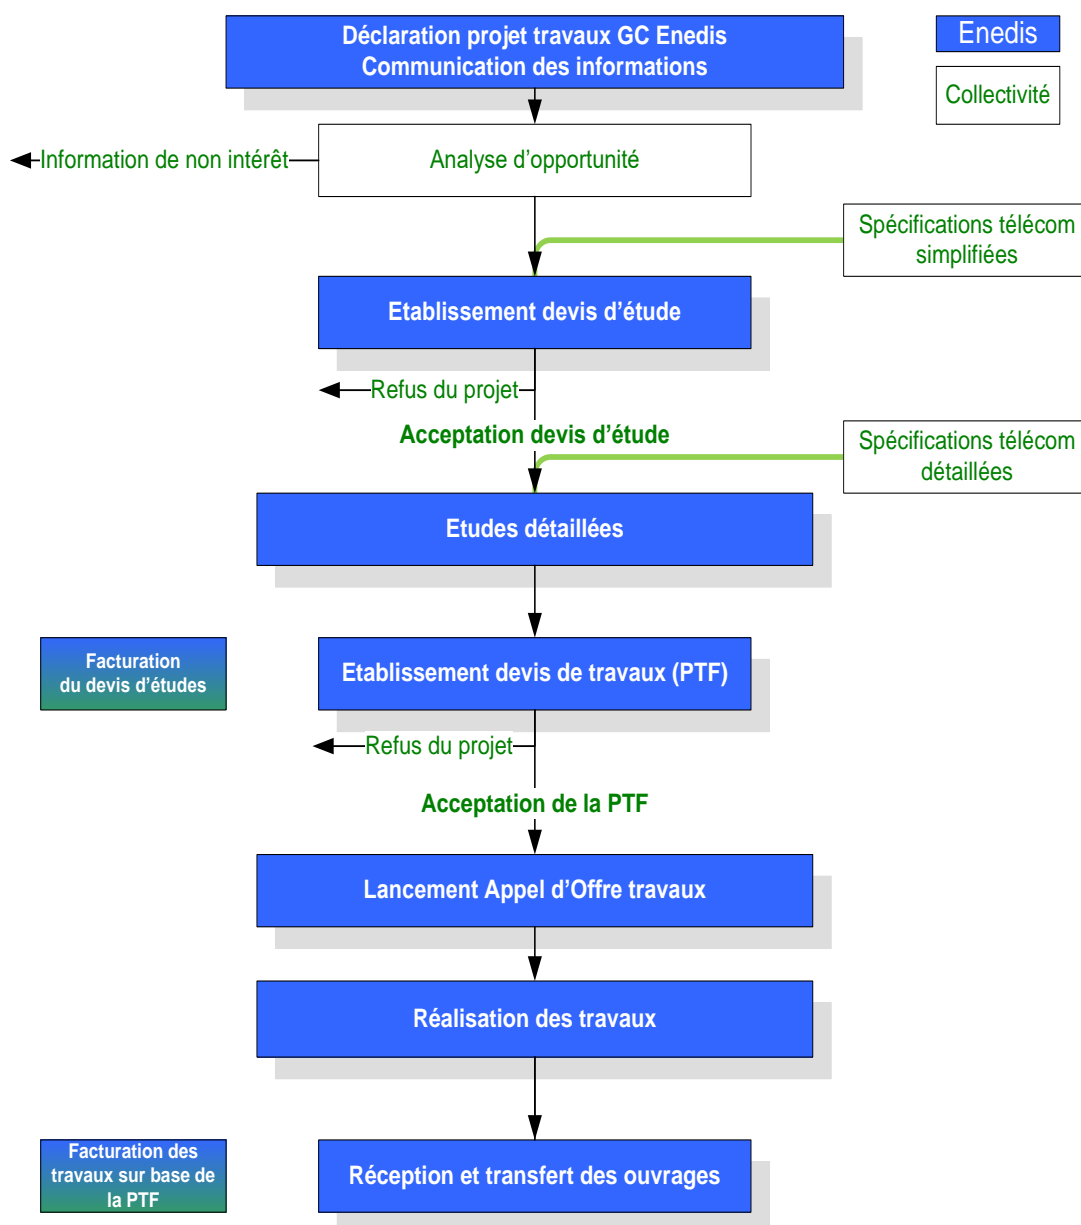 Déclaration projet travaux GC Enedis
Communication des informations
Enedis
Collectivité
Information de non intérêt
Analyse d’opportunité
Spécifications télécom
simplifiées
Etablissement devis d’étude
Refus du projet
Acceptation devis d’étude
Spécifications télécom
détaillées
Etudes détaillées
Facturation
du devis d’études
Etablissement devis de travaux (PTF)
Refus du projet
Acceptation de la PTF
Lancement Appel d’Offre travaux
Réalisation des travaux
Facturation des
travaux sur base de
la PTF
Réception et transfert des ouvrages